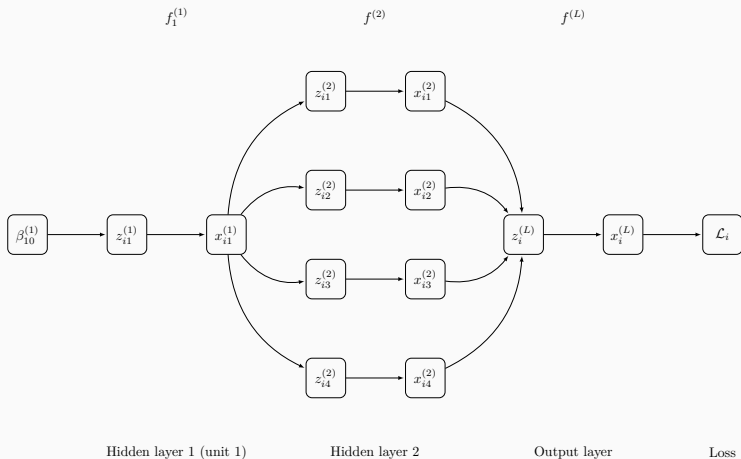 f_1^{(1)} f^{(2)} f^{(L)}
z_{i1}^{(2)} x_{i1}^{(2)}
z_{i2}^{(2)} x_{i2}^{(2)}
β_{10}^{(1)} z_{i1}^{(1)} x_{i1}^{(1)} z_i^{(L)} x_i^{(L)} ℒ_i
z_{i3}^{(2)} x_{i3}^{(2)}
z_{i4}^{(2)} x_{i4}^{(2)}
Hidden layer 1 (unit 1) Hidden layer 2 Output layer Loss